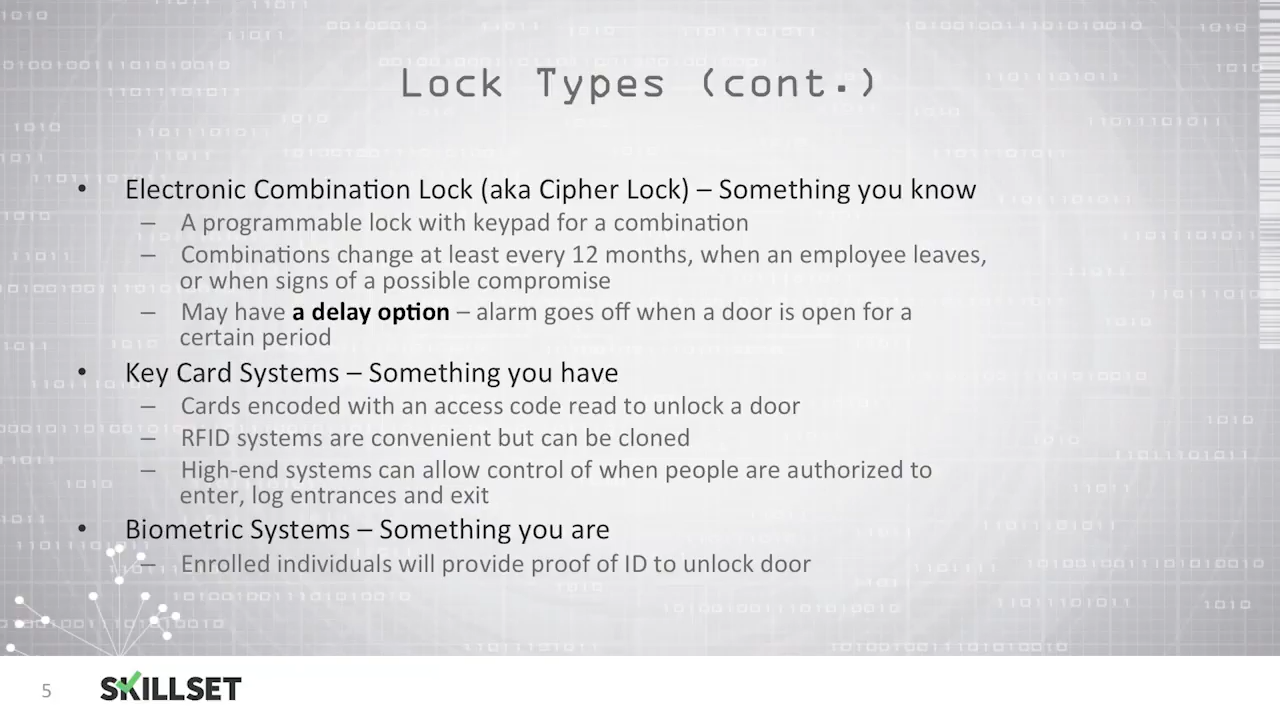 Lock Types (cont.)
• Electronic Combination Lock (aka Cipher Lock) – Something you know
– A programmable lock with keypad for a combination
– Combinations change at least every 12 months, when an employee leaves,
or when signs of a possible compromise
– May have a delay option – alarm goes off when a door is open for a
certain period
• Key Card Systems – Something you have
– Cards encoded with an access code read to unlock a door
– RFID systems are convenient but can be cloned
– High-end systems can allow control of when people are authorized to
enter, log entrances and exit
• Biometric Systems – Something you are
– Enrolled individuals will provide proof of ID to unlock door
5
SKILLSET